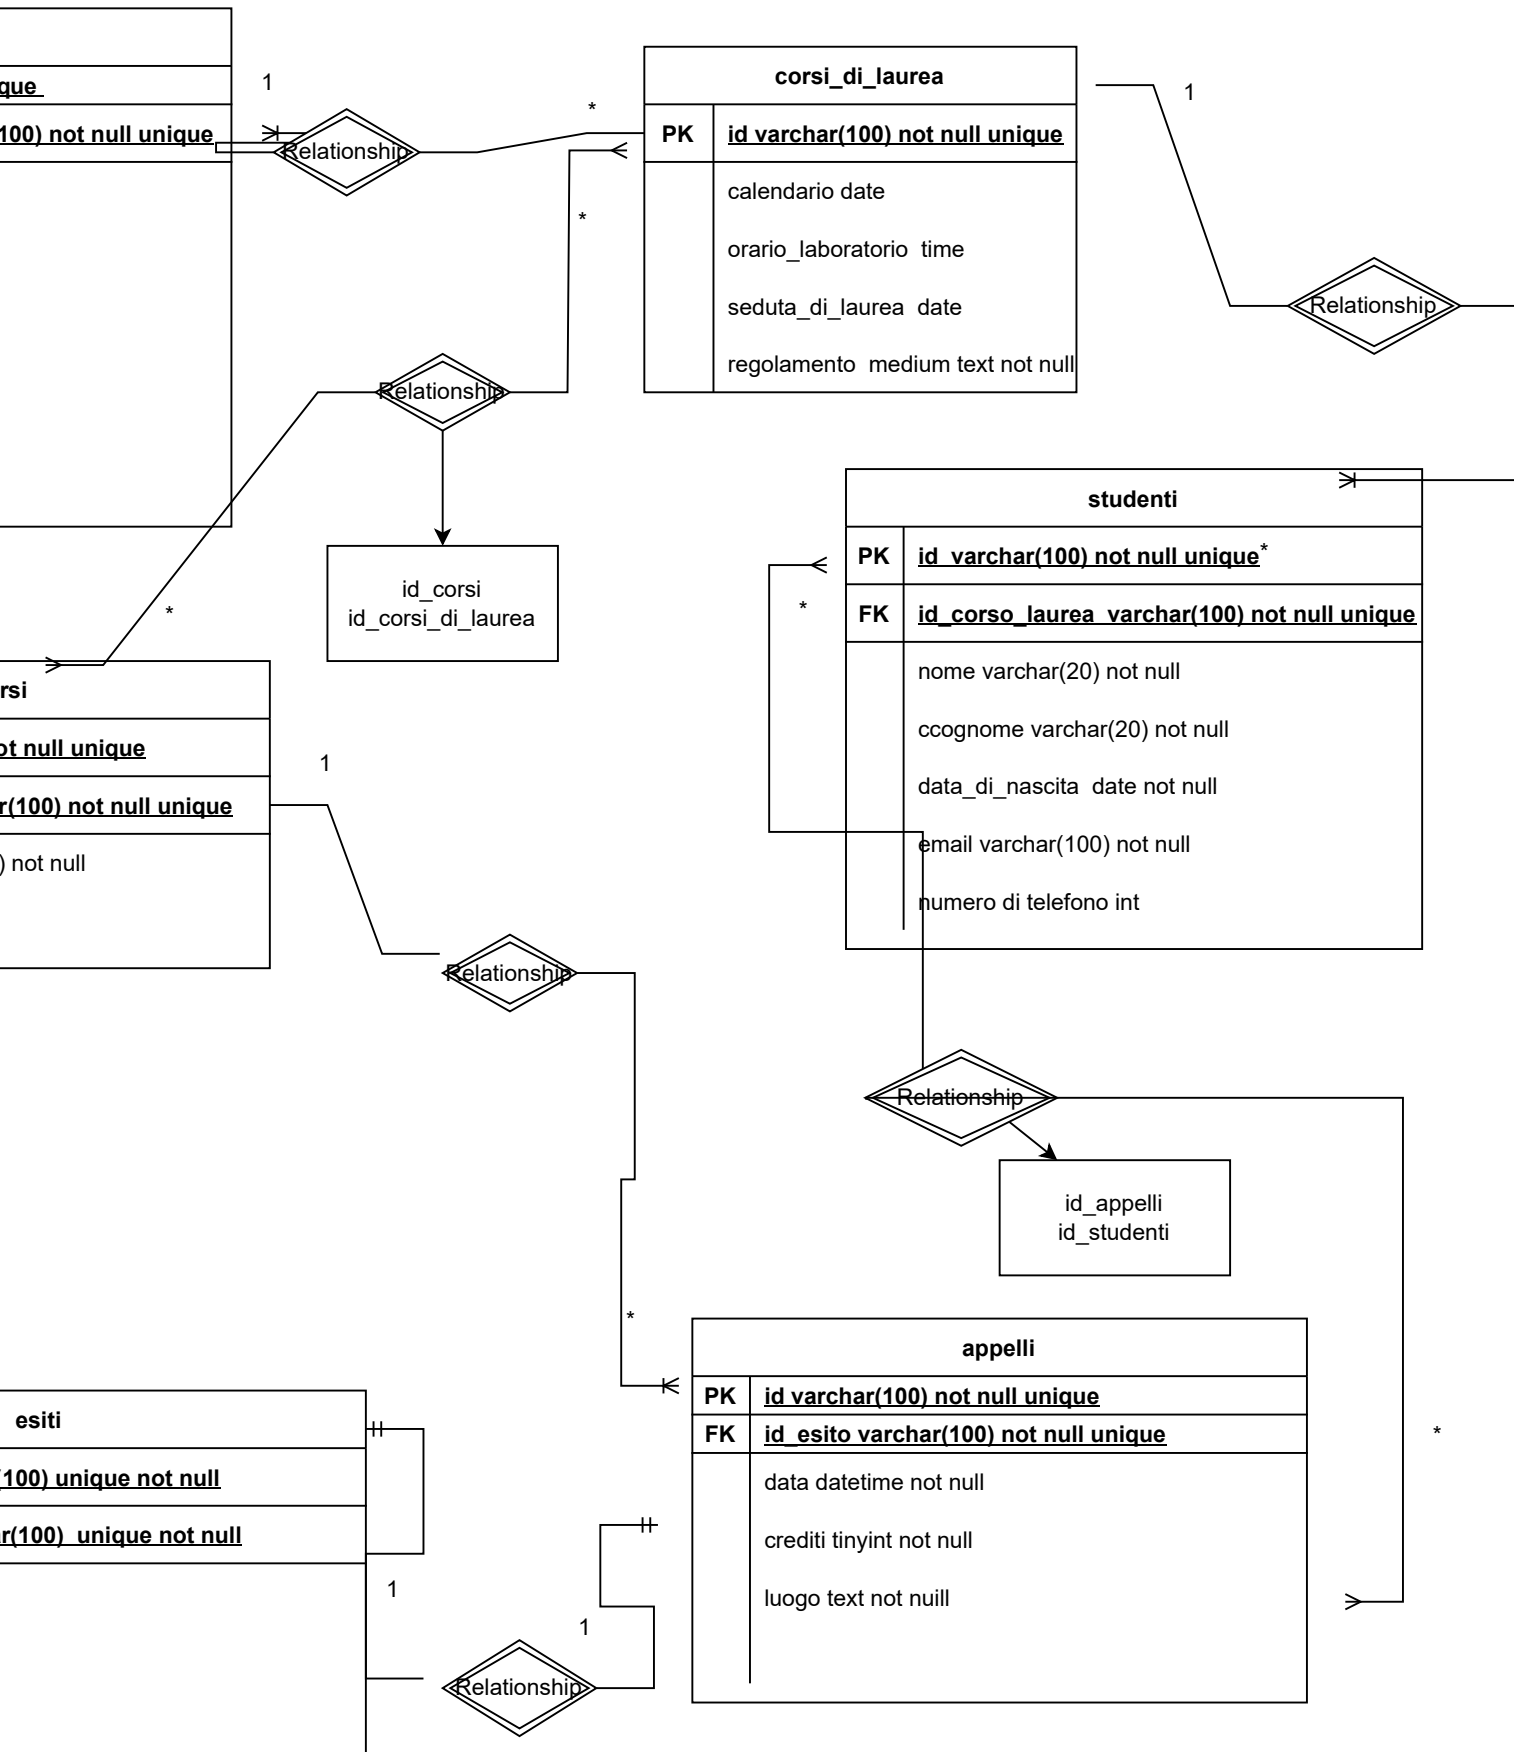 que
1
100) not null unique
Relationship
*
corsi_di_laurea
PK
id varchar(100) not null unique
calendario date
orario_laboratorio time
seduta_di_laurea date
regolamento medium text not null
1
Relationship
*
Relationship
id_corsi
id_corsi_di_laurea
*
studenti
PK
id varchar(100) not null unique*
FK
id_corso_laurea varchar(100) not null unique
nome varchar(20) not null
ccognome varchar(20) not null
data_di_nascita date not null
email varchar(100) not null
numero di telefono int
*
rsi
ot null unique
r(100) not null unique
) not null
1
Relationship
*
Relationship
id_appelli
id_studenti
appelli
PK
id varchar(100) not null unique
FK
id_esito varchar(100) not null unique
data datetime not null
crediti tinyint not null
luogo text not nuill
*
esiti
(100) unique not null
ar(100) unique not null
1
1
Relationship